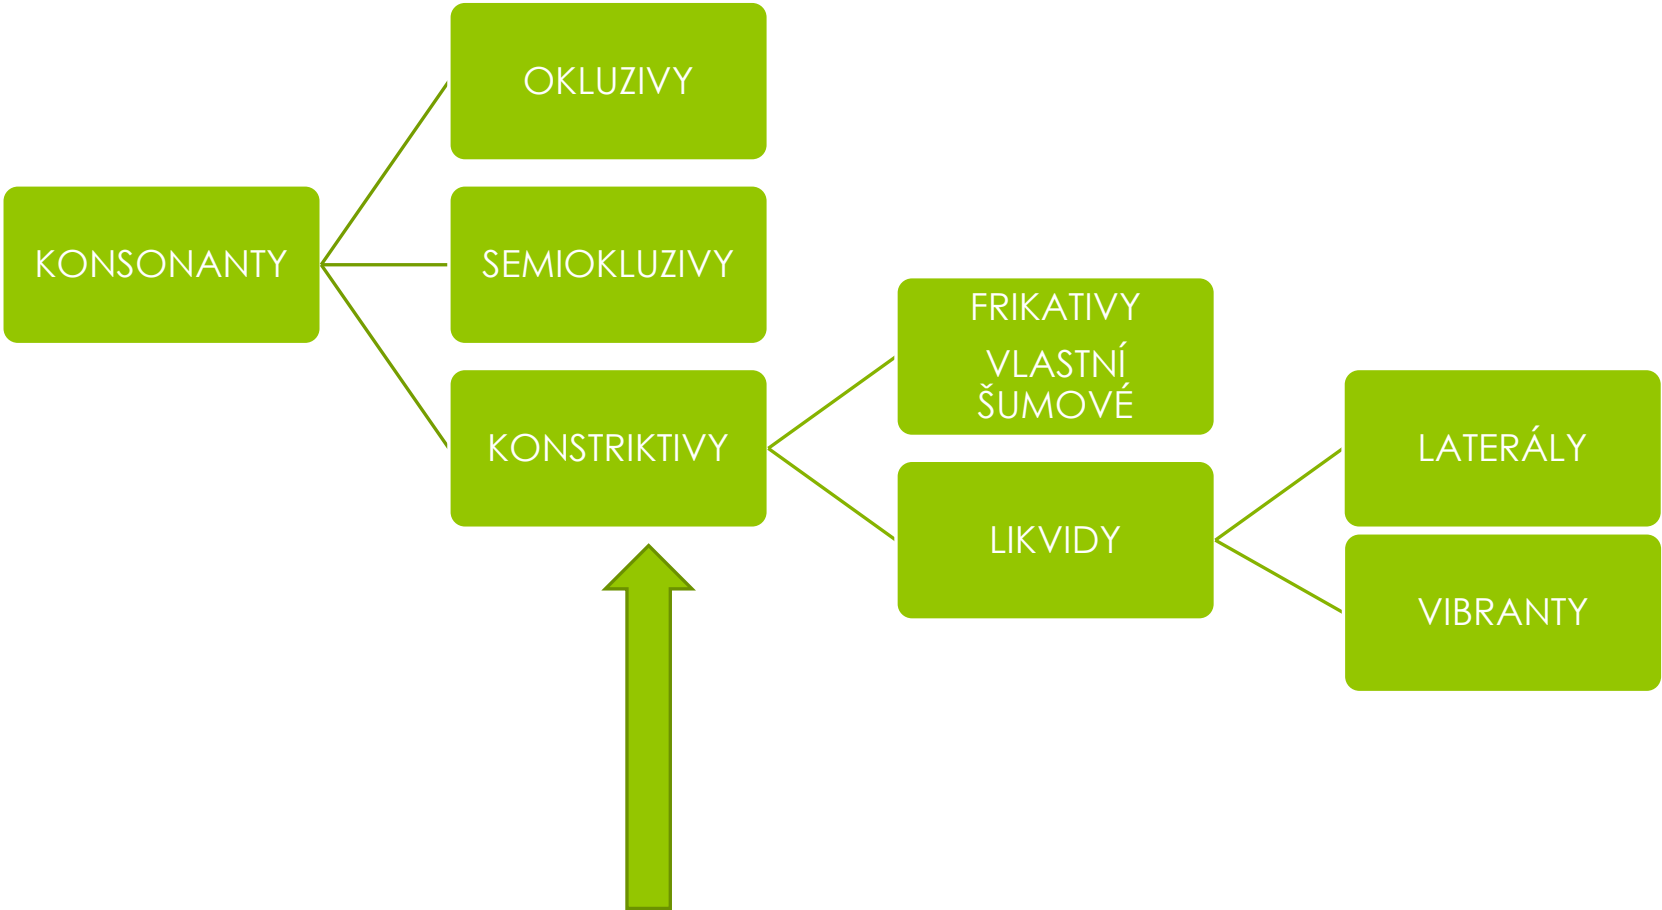 KONSONANTY
OKLUZIVY
SEMIOKLUZIVY
KONSTRIKTIVY
FRIKATIVY
VLASTNÍ
ŠUMOVÉ
LIKVIDY
LATERÁLY
VIBRANTY